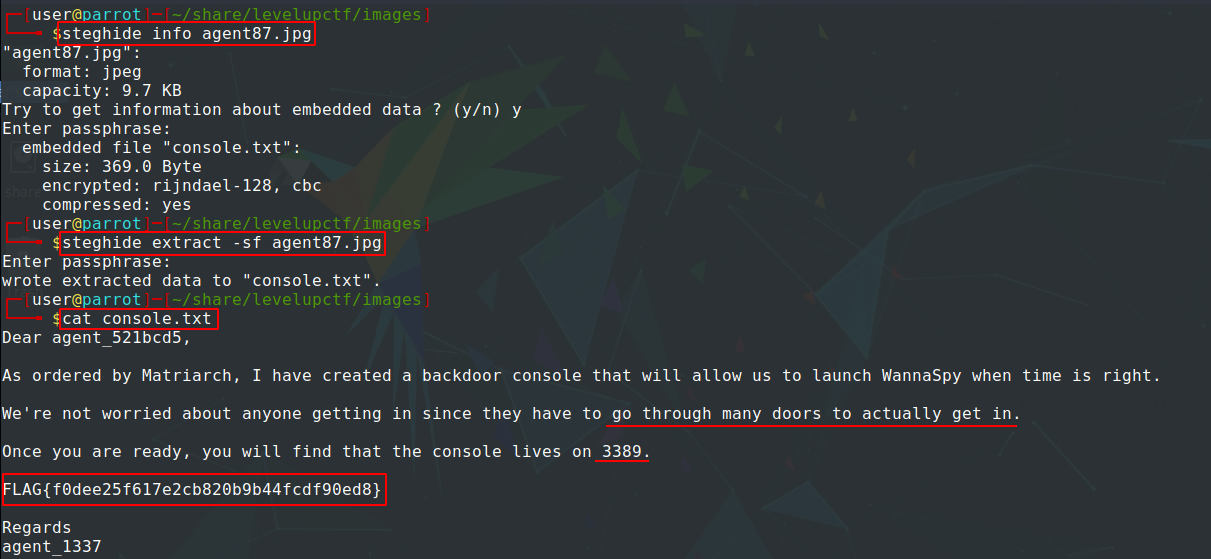 [user@parrot]─[~/share/levelupctf/images]
$steghide info agent87.jpg
"agent87.jpg":
format: jpeg
capacity: 9.7 KB
Try to get information about embedded data ? (y/n) y
Enter passphrase:
embedded file "console.txt":
size: 369.0 Byte
encrypted: rijndael-128, cbc
compressed: yes
[user@parrot]─[~/share/levelupctf/images]
$steghide extract -sf agent87.jpg
Enter passphrase:
wrote extracted data to "console.txt".
[user@parrot]─[~/share/levelupctf/images]
$cat console.txt
Dear agent_521bcd5,
As ordered by Matriarch, I have created a backdoor console that will allow us to launch WannaSpy when time is right.
We're not worried about anyone getting in since they have to go through many doors to actually get in.
Once you are ready, you will find that the console lives on 3389.
FLAG{f0dee25f617e2cb820b9b44fcdf90ed8}
Regards
agent_1337